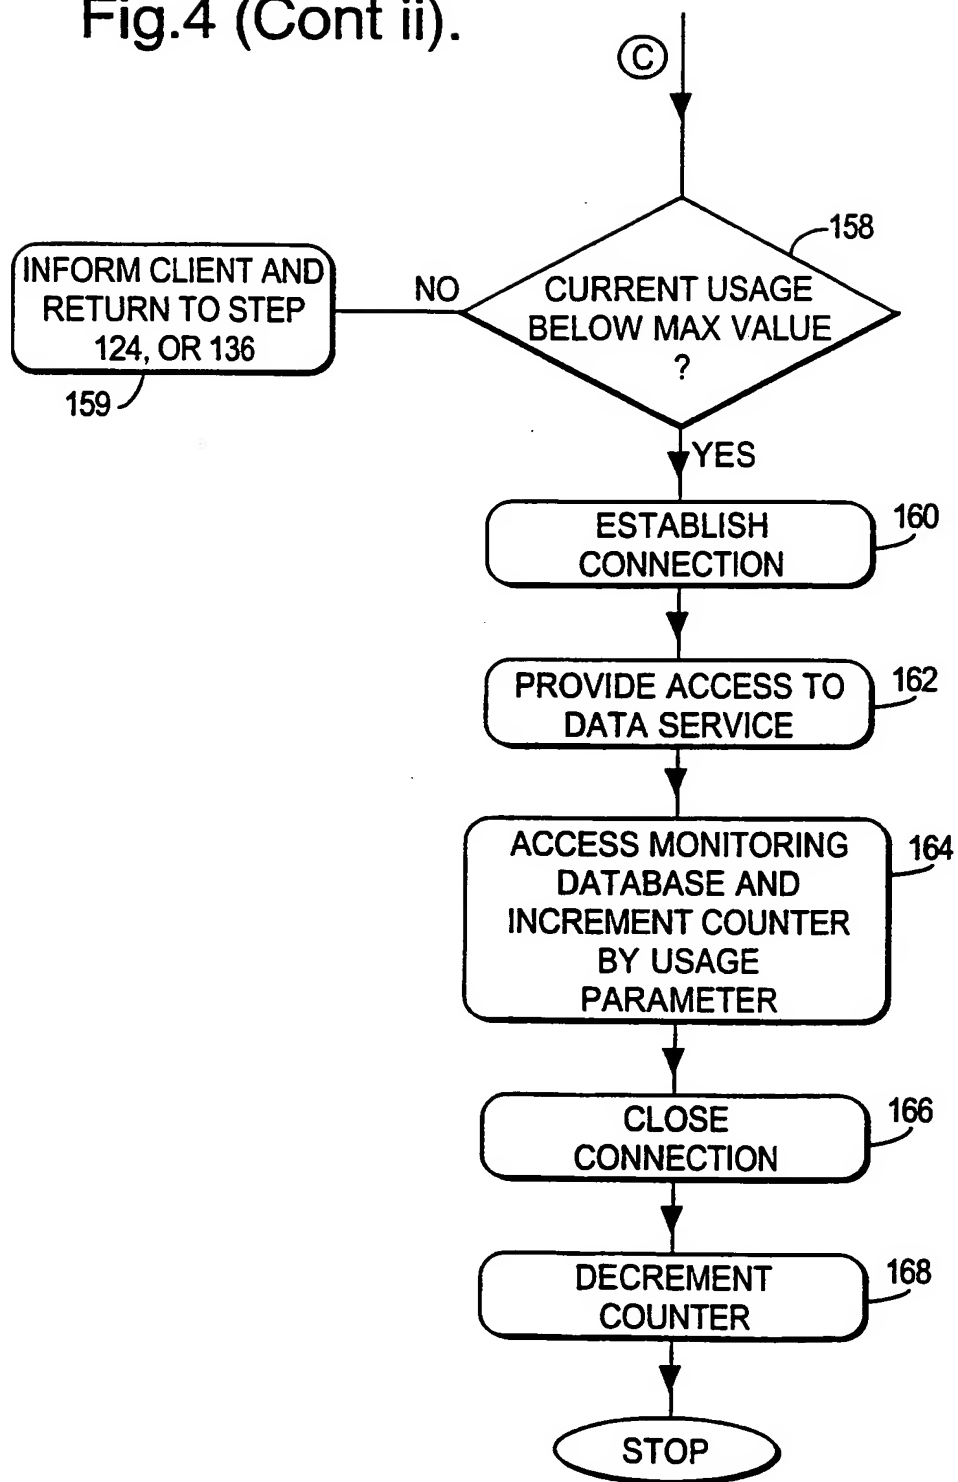 Fig.4 (Cont ii).
C
158
CURRENT USAGE
BELOW MAX VALUE
?
NO
INFORM CLIENT AND
RETURN TO STEP
124, OR 136
159
YES
ESTABLISH
CONNECTION
160
PROVIDE ACCESS TO
DATA SERVICE
162
ACCESS MONITORING
DATABASE AND
INCREMENT COUNTER
BY USAGE
PARAMETER
164
CLOSE
CONNECTION
166
DECREMENT
COUNTER
168
STOP